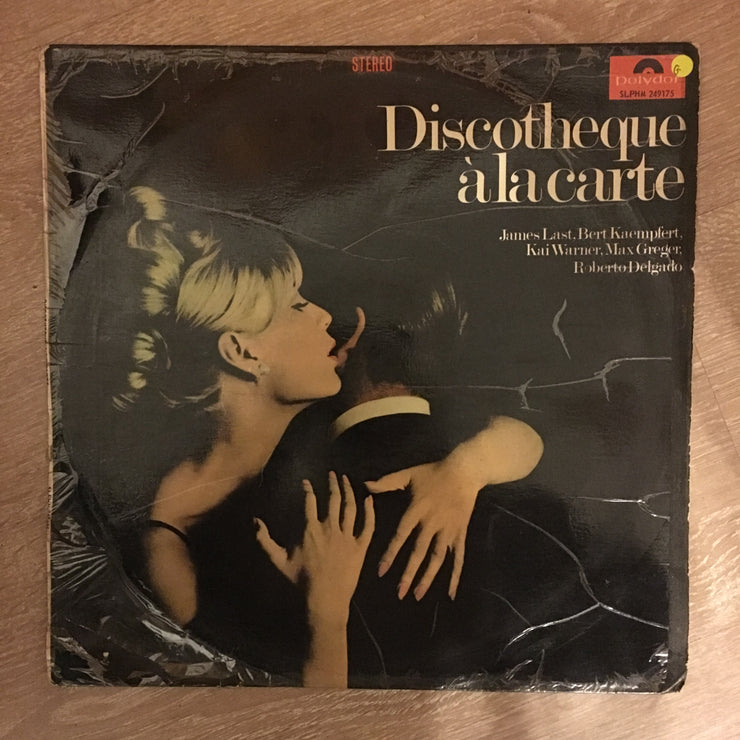 STEREO
G
polydor
SLPHM 249175
Discotheque
à la carte
James Last, Bert Kaempfert,
Kai Warner, Max Greger,
Roberto Delgado